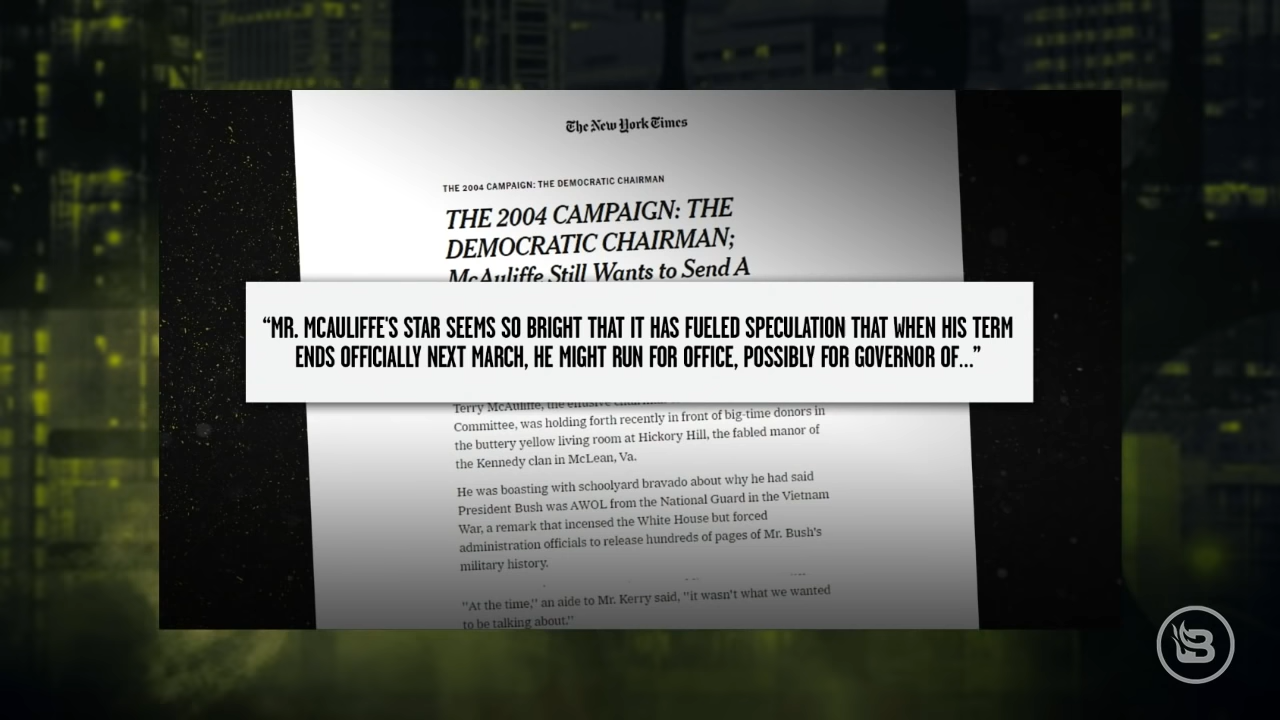 The New York Times
THE 2004 CAMPAIGN: THE DEMOCRATIC CHAIRMAN
THE 2004 CAMPAIGN: THE
DEMOCRATIC CHAIRMAN;
McAuliffe Still Wants to Send A
“MR. MCAULIFFE'S STAR SEEMS SO BRIGHT THAT IT HAS FUELED SPECULATION THAT WHEN HIS TERM
ENDS OFFICIALLY NEXT MARCH, HE MIGHT RUN FOR OFFICE, POSSIBLY FOR GOVERNOR OF...”
Terry McAuliffe, the effusive
Committee, was holding forth recently in front of big-time donors in
the buttery yellow living room at Hickory Hill, the fabled manor of
the Kennedy clan in McLean, Va.
He was boasting with schoolyard bravado about why he had said
President Bush was AWOL from the National Guard in the Vietnam
War, a remark that incensed the White House but forced
administration officials to release hundreds of pages of Mr. Bush's
military history.
"At the time," an aide to Mr. Kerry said, "it wasn't what we wanted
to be talking about."
B